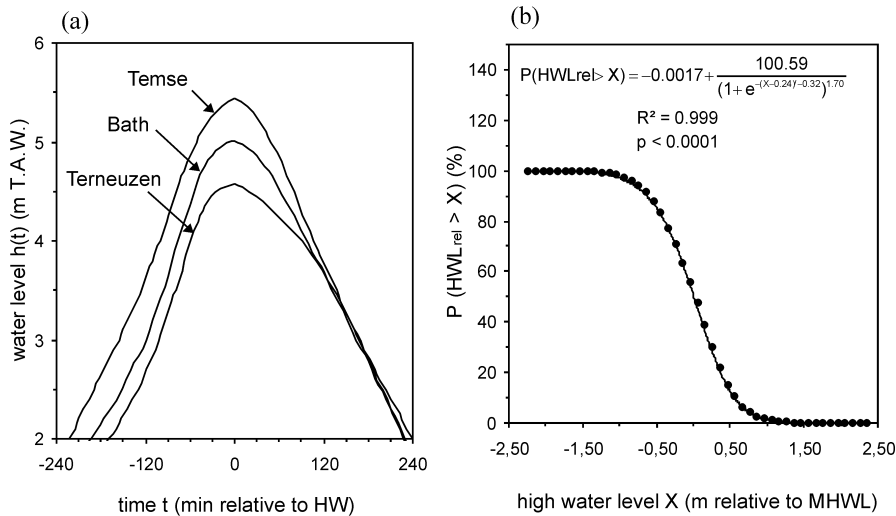 (a)
6
5
4
3
2
-240
-120
0
120
240
Temse
Bath
Terneuzen
water level h(t) (m T.A.W.)
time t (min relative to HW)
(b)
140
120
100
80
60
40
20
0
-2,50
-1,50
-0,50
0,50
1,50
2,50
P(HWLrel> X) = -0.0017+ 100.59 / (1+ e^-(X-0.24)/-0.32)^1.70
R² = 0.999
p < 0.0001
P (HWLrel > X) (%)
high water level X (m relative to MHWL)